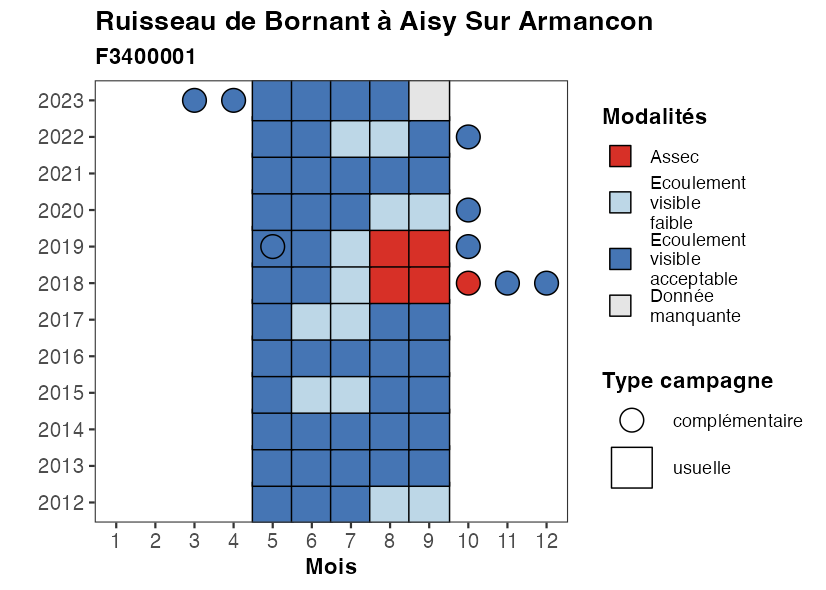 Ruisseau de Bornant à Aisy Sur Armancon
F3400001
2023
2022
2021
2020
2019
2018
2017
2016
2015
2014
2013
2012
1 2 3 4 5 6 7 8 9 10 11 12
Mois
Modalités
Assec
Ecoulement
visible
faible
Ecoulement
visible
acceptable
Donnée
manquante
Type campagne
complémentaire
usuelle